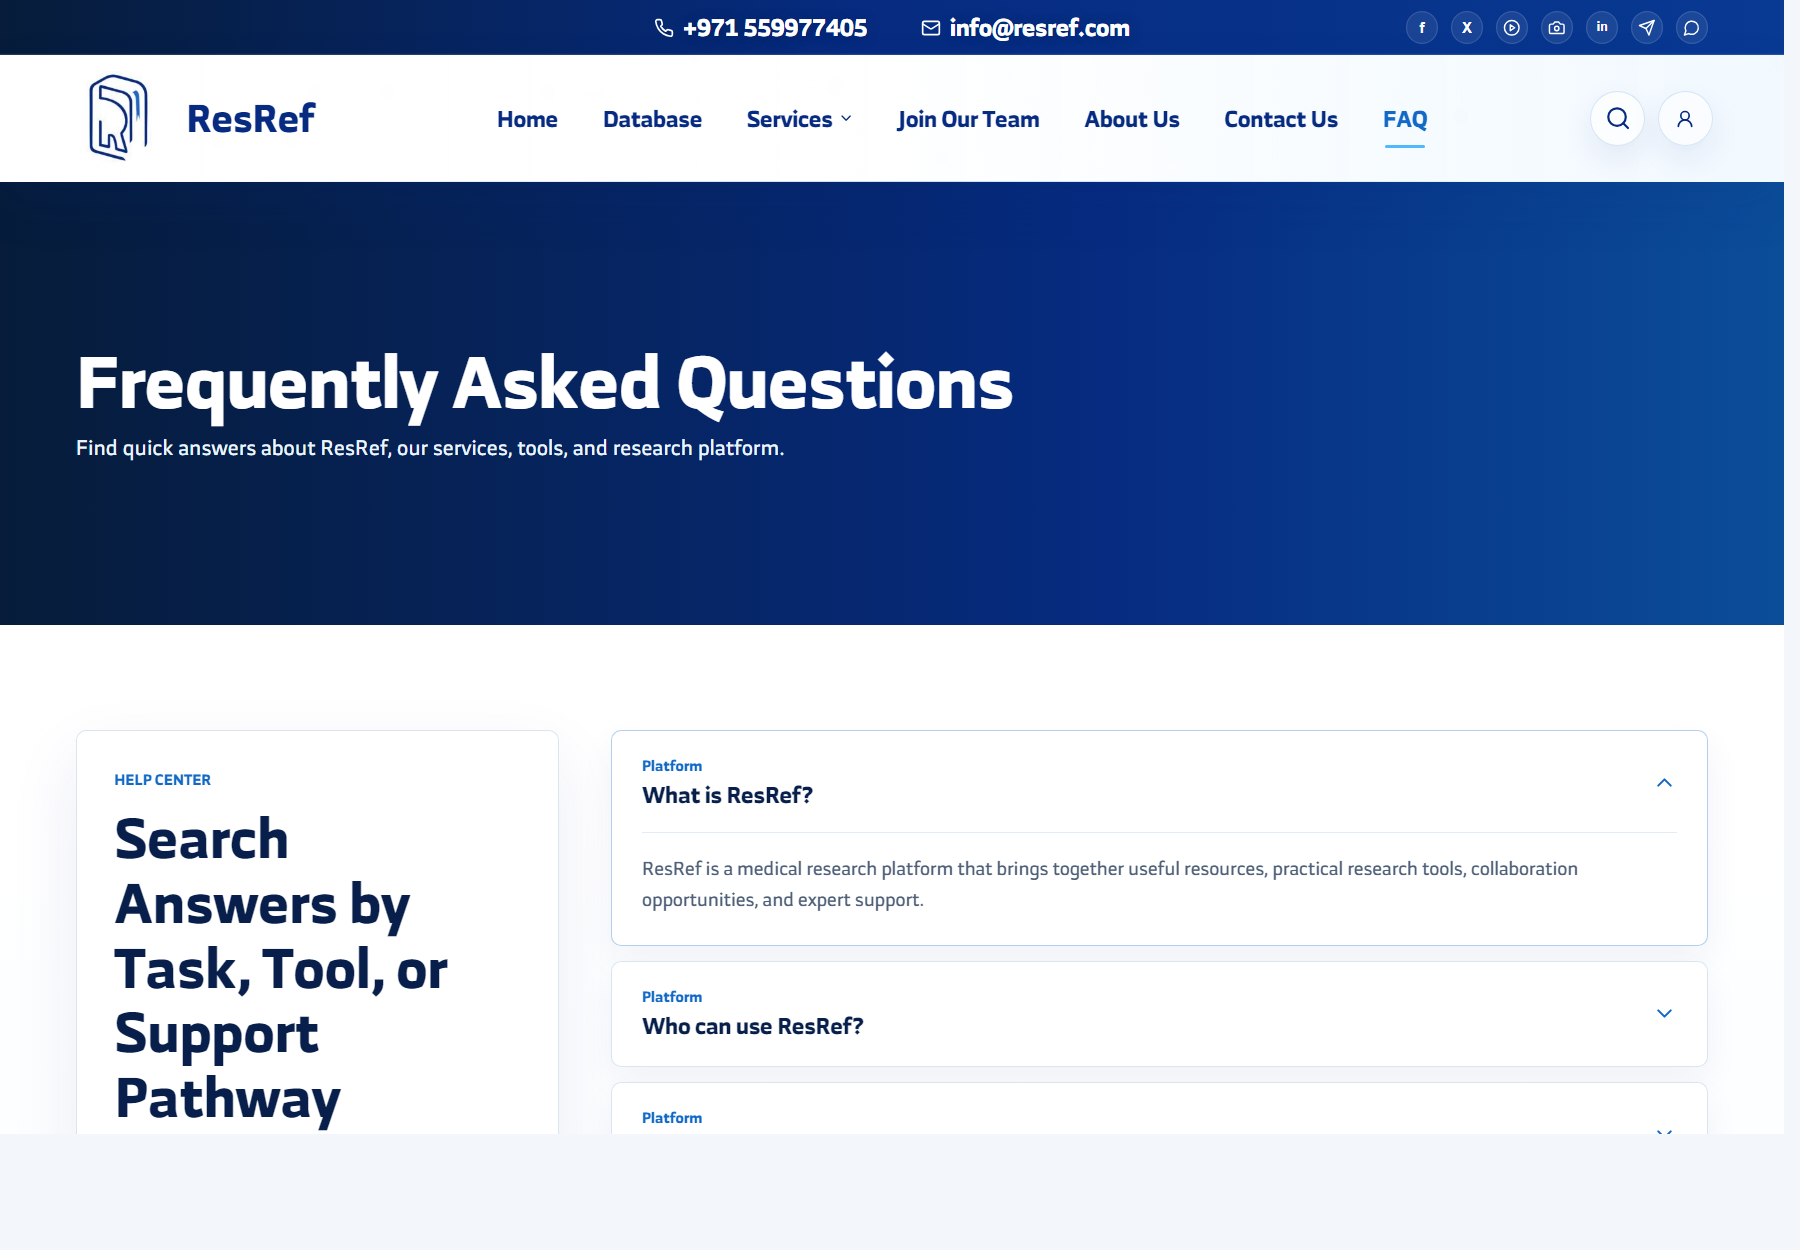 +971 559977405
info@resref.com
f X in
ResRef
Home Database Services Join Our Team About Us Contact Us FAQ
Frequently Asked Questions
Find quick answers about ResRef, our services, tools, and research platform.
HELP CENTER
Search
Answers by
Task, Tool, or
Support
Pathway
Platform
What is ResRef?
ResRef is a medical research platform that brings together useful resources, practical research tools, collaboration
opportunities, and expert support.
Platform
Who can use ResRef?
Platform